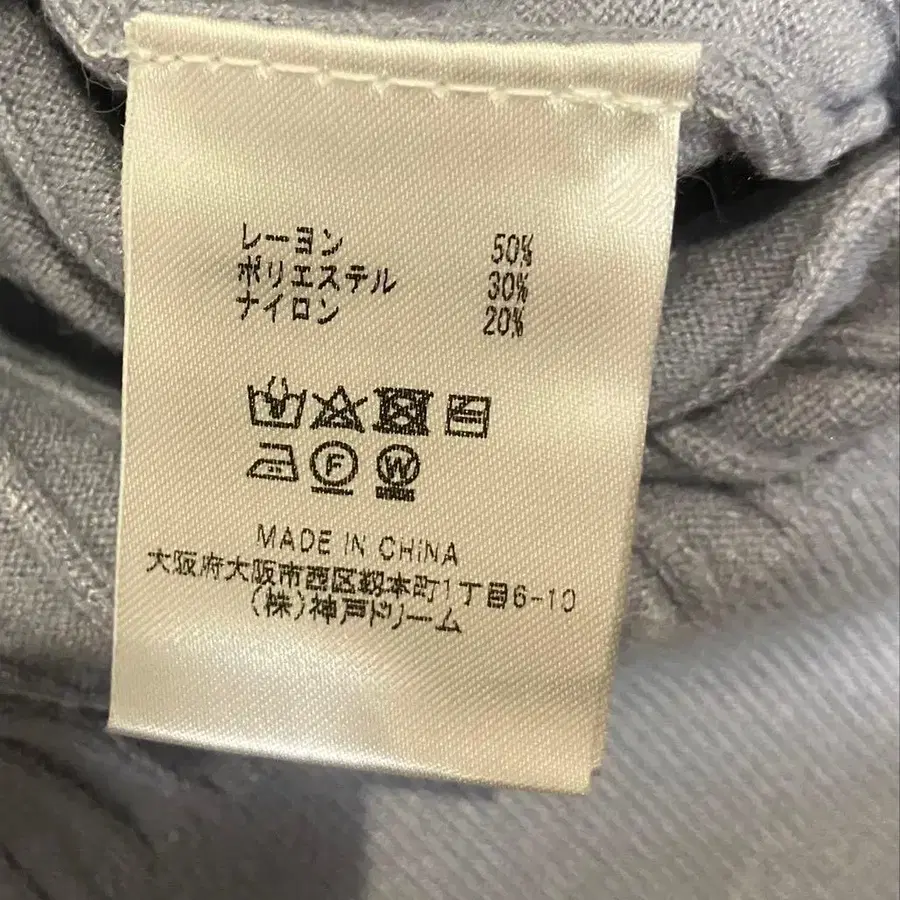 レーヨン 50%
ポリエステル 30%
ナイロン 20%
F W
MADE IN CHINA
大阪府大阪市西区靱本町1丁目6-10
(株)神戸ドリーム